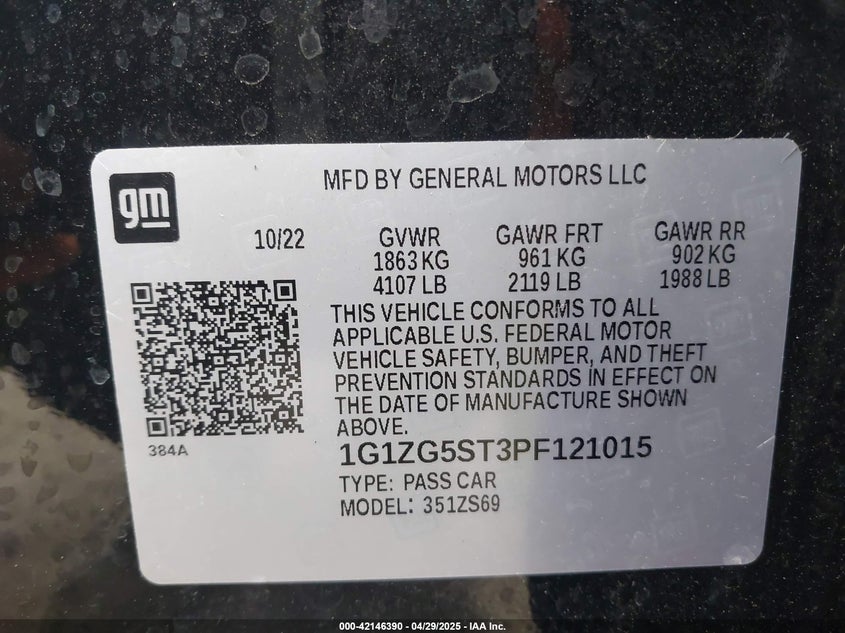 MFD BY GENERAL MOTORS LLC
gm
10/22
GVWR GAWR FRT GAWR RR
1863 KG 961 KG 902 KG
4107 LB 2119 LB 1988 LB
THIS VEHICLE CONFORMS TO ALL
APPLICABLE U.S. FEDERAL MOTOR
VEHICLE SAFETY, BUMPER, AND THEFT
PREVENTION STANDARDS IN EFFECT ON
THE DATE OF MANUFACTURE SHOWN
ABOVE.
384A
1G1ZG5ST3PF121015
TYPE: PASS CAR
MODEL: 351ZS69
000-42146390 - 04/29/2025 - IAA Inc.